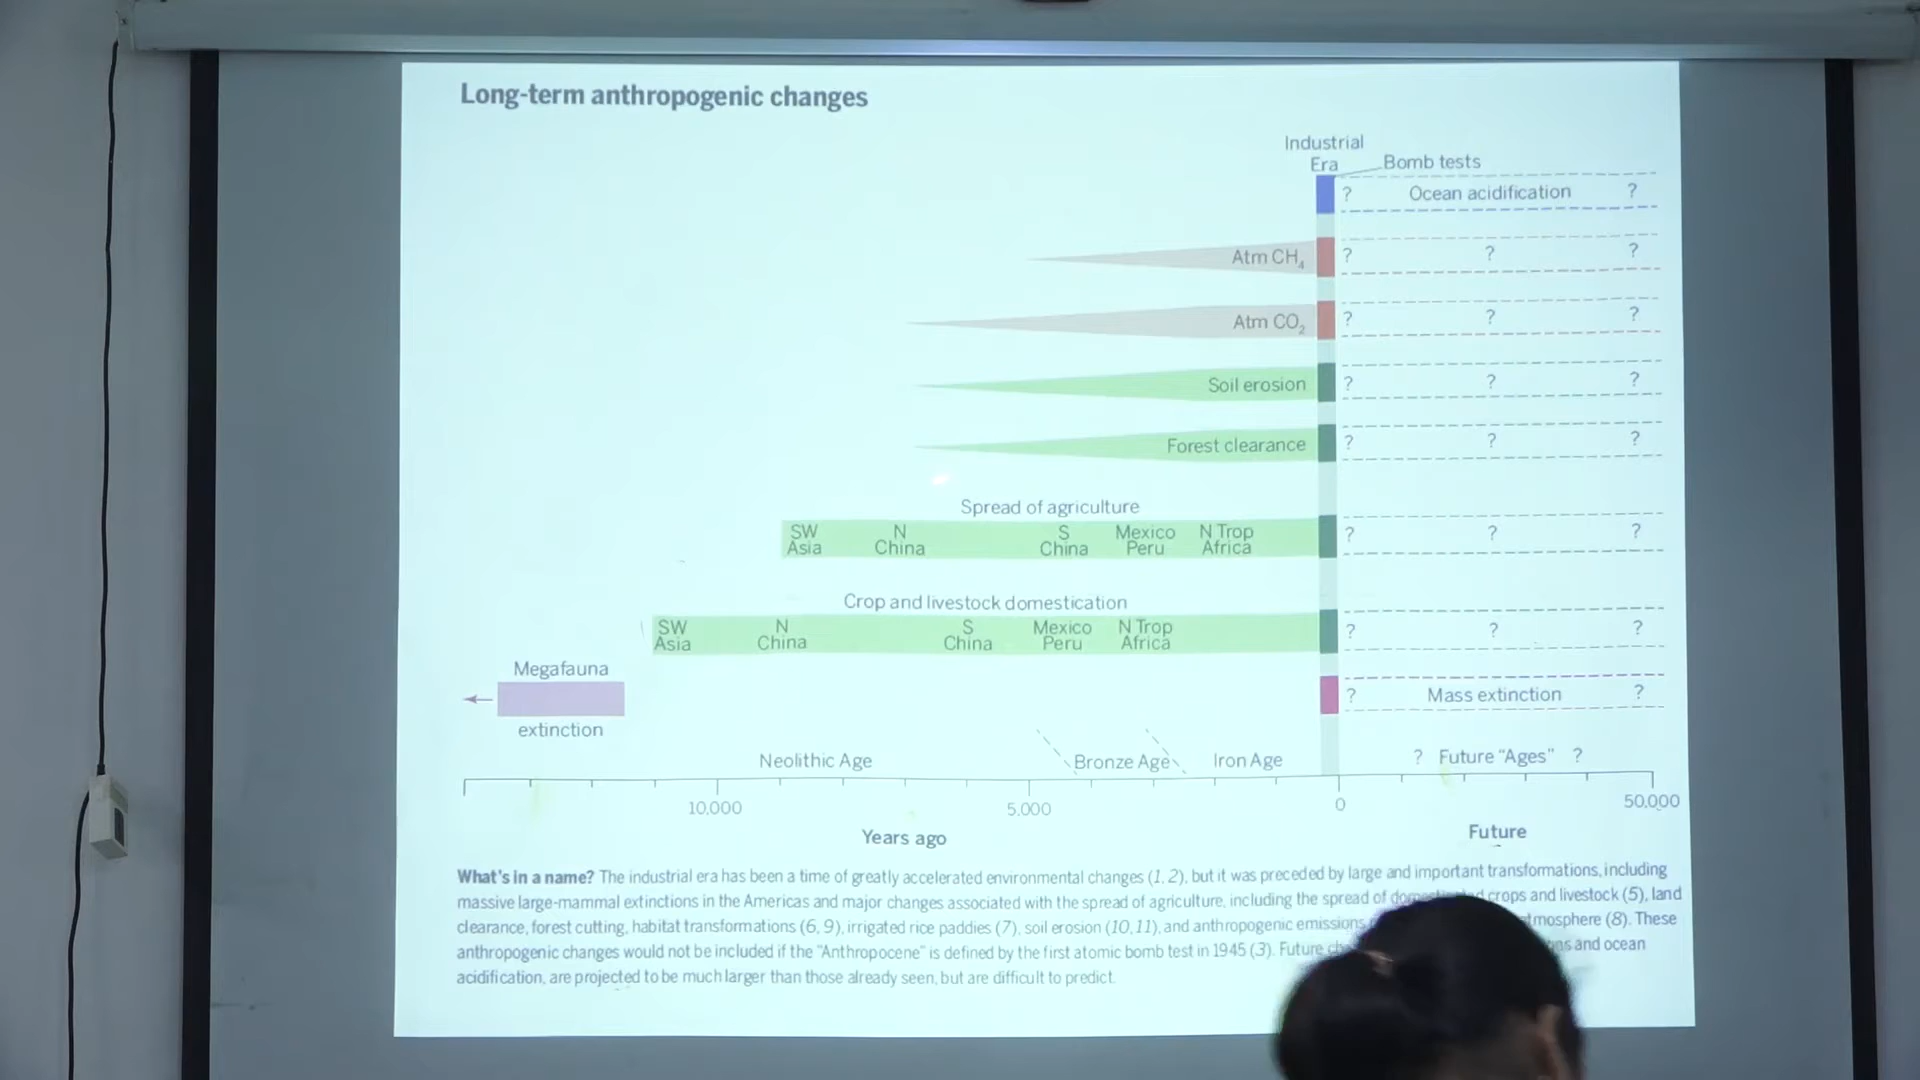 Long-term anthropogenic changes
Industrial
Era
Bomb tests
? Ocean acidification ?
Atm CH₄ ? ? ?
Atm CO₂ ? ? ?
Soil erosion ? ? ?
Forest clearance ? ? ?
Spread of agriculture
SW N S Mexico N Trop
Asia China China Peru Africa
? ? ?
Crop and livestock domestication
SW N S Mexico N Trop
Asia China China Peru Africa
? ? ?
Megafauna
extinction
? Mass extinction ?
Neolithic Age Bronze Age Iron Age ? Future “Ages” ?
10,000 5,000 0 50,000
Years ago Future
What's in a name? The industrial era has been a time of greatly accelerated environmental changes (1, 2), but it was preceded by large and important transformations, including
massive large-mammal extinctions in the Americas and major changes associated with the spread of agriculture, including the spread of crops and livestock (5), land
clearance, forest cutting, habitat transformations (6, 9), irrigated rice paddies (7), soil erosion (10, 11), and anthropogenic emissions (8). These
anthropogenic changes would not be included if the “Anthropocene” is defined by the first atomic bomb test in 1945 (3). Future and ocean
acidification, are projected to be much larger than those already seen, but are difficult to predict.